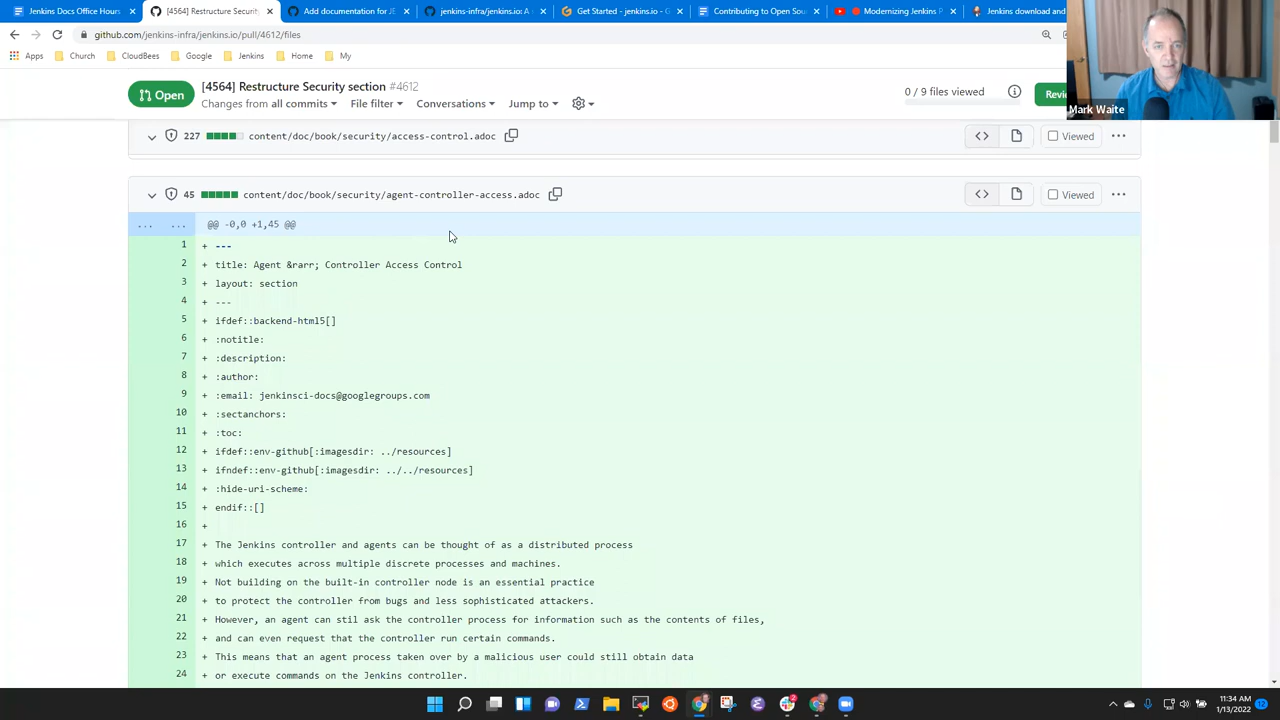 Jenkins Docs Office Hours
[4564] Restructure Securit
Add documentation for JE
jenkins-infra/jenkins.io: A
Get Started - jenkins.io - G
Contributing to Open Sou
Modernizing Jenkins P
Jenkins download and
github.com/jenkins-infra/jenkins.io/pull/4612/files
Apps
Church
CloudBees
Google
Jenkins
Home
My
Mark Waite
Open
[4564] Restructure Security section #4612
Changes from all commits
File filter
Conversations
Jump to
0 / 9 files viewed
Revi
227 content/doc/book/security/access-control.adoc
Viewed
45 content/doc/book/security/agent-controller-access.adoc
Viewed
... ... @@ -0,0 +1,45 @@
1 + ---
2 + title: Agent &rarr; Controller Access Control
3 + layout: section
4 + ---
5 + ifdef::backend-html5[]
6 + :notitle:
7 + :description:
8 + :author:
9 + :email: jenkinsci-docs@googlegroups.com
10 + :sectanchors:
11 + :toc:
12 + ifdef::env-github[:imagesdir: ../resources]
13 + ifndef::env-github[:imagesdir: ../../resources]
14 + :hide-uri-scheme:
15 + endif::[]
16 +
17 + The Jenkins controller and agents can be thought of as a distributed process
18 + which executes across multiple discrete processes and machines.
19 + Not building on the built-in controller node is an essential practice
20 + to protect the controller from bugs and less sophisticated attackers.
21 + However, an agent can stil ask the controller process for information such as the contents of files,
22 + and can even request that the controller run certain commands.
23 + This means that an agent process taken over by a malicious user could still obtain data
24 + or execute commands on the Jenkins controller.
11:34 AM
1/13/2022